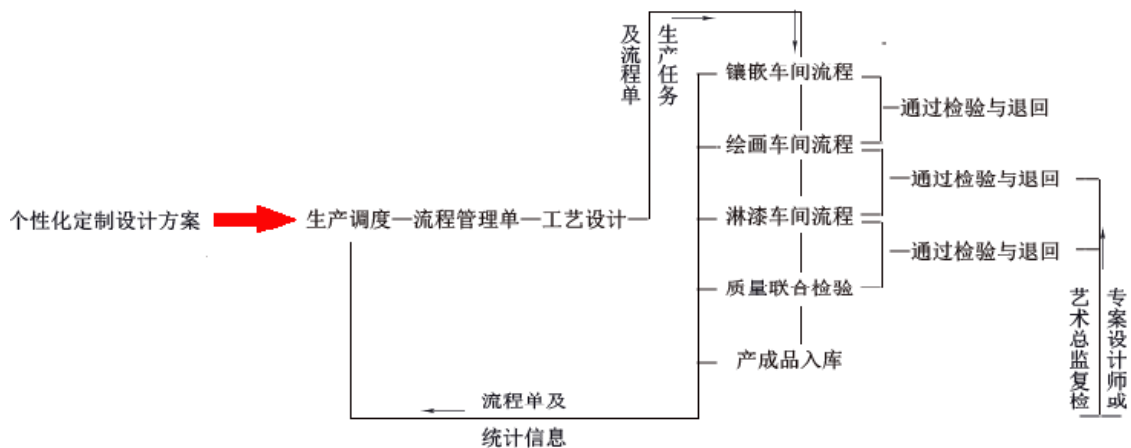 生产任务
及流程单
镶嵌车间流程
通过检验与退回
绘画车间流程
通过检验与退回
个性化定制设计方案
生产调度—流程管理单—工艺设计
淋漆车间流程
通过检验与退回
质量联合检验
专案设计师或
艺术总监复检
产成品入库
流程单及
统计信息